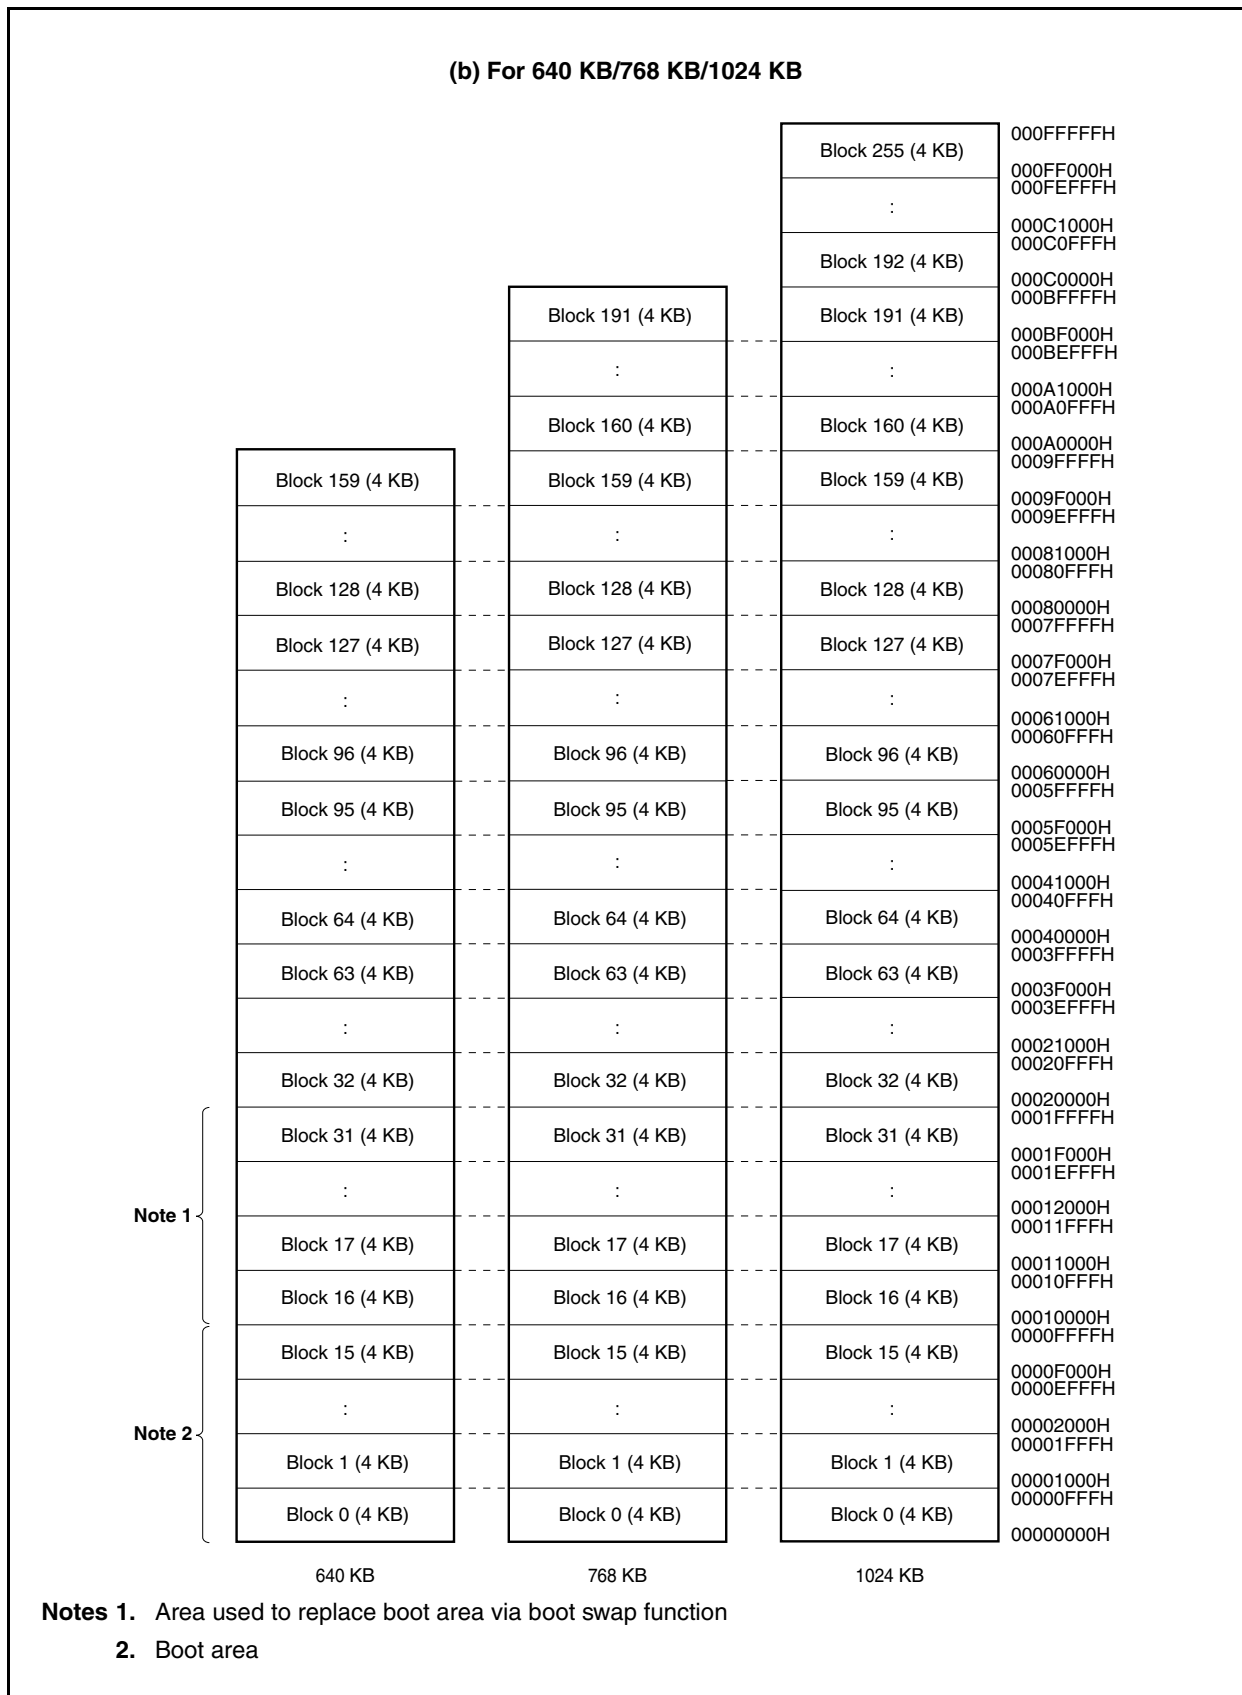 (b) For 640 KB/768 KB/1024 KB
000FFFFFH
Block 255 (4 KB)
000FF000H
000FEFFFH
:
000C1000H
000C0FFFH
Block 192 (4 KB)
000C0000H
000BFFFFH
Block 191 (4 KB) Block 191 (4 KB)
000BF000H
000BEFFFH
: :
000A1000H
000A0FFFH
Block 160 (4 KB) Block 160 (4 KB)
000A0000H
0009FFFFH
Block 159 (4 KB) Block 159 (4 KB) Block 159 (4 KB)
0009F000H
0009EFFFH
: : :
00081000H
00080FFFH
Block 128 (4 KB) Block 128 (4 KB) Block 128 (4 KB)
00080000H
0007FFFFH
Block 127 (4 KB) Block 127 (4 KB) Block 127 (4 KB)
0007F000H
0007EFFFH
: : :
00061000H
00060FFFH
Block 96 (4 KB) Block 96 (4 KB) Block 96 (4 KB)
00060000H
0005FFFFH
Block 95 (4 KB) Block 95 (4 KB) Block 95 (4 KB)
0005F000H
0005EFFFH
: : :
00041000H
00040FFFH
Block 64 (4 KB) Block 64 (4 KB) Block 64 (4 KB)
00040000H
0003FFFFH
Block 63 (4 KB) Block 63 (4 KB) Block 63 (4 KB)
0003F000H
0003EFFFH
: : :
00021000H
00020FFFH
Block 32 (4 KB) Block 32 (4 KB) Block 32 (4 KB)
00020000H
0001FFFFH
Block 31 (4 KB) Block 31 (4 KB) Block 31 (4 KB)
0001F000H
0001EFFFH
: : :
00012000H
Note 1
00011FFFH
Block 17 (4 KB) Block 17 (4 KB) Block 17 (4 KB)
00011000H
00010FFFH
Block 16 (4 KB) Block 16 (4 KB) Block 16 (4 KB)
00010000H
0000FFFFH
Block 15 (4 KB) Block 15 (4 KB) Block 15 (4 KB)
0000F000H
0000EFFFH
: : :
00002000H
Note 2
00001FFFH
Block 1 (4 KB) Block 1 (4 KB) Block 1 (4 KB)
00001000H
00000FFFH
Block 0 (4 KB) Block 0 (4 KB) Block 0 (4 KB)
00000000H
640 KB 768 KB 1024 KB
Notes 1. Area used to replace boot area via boot swap function
2. Boot area